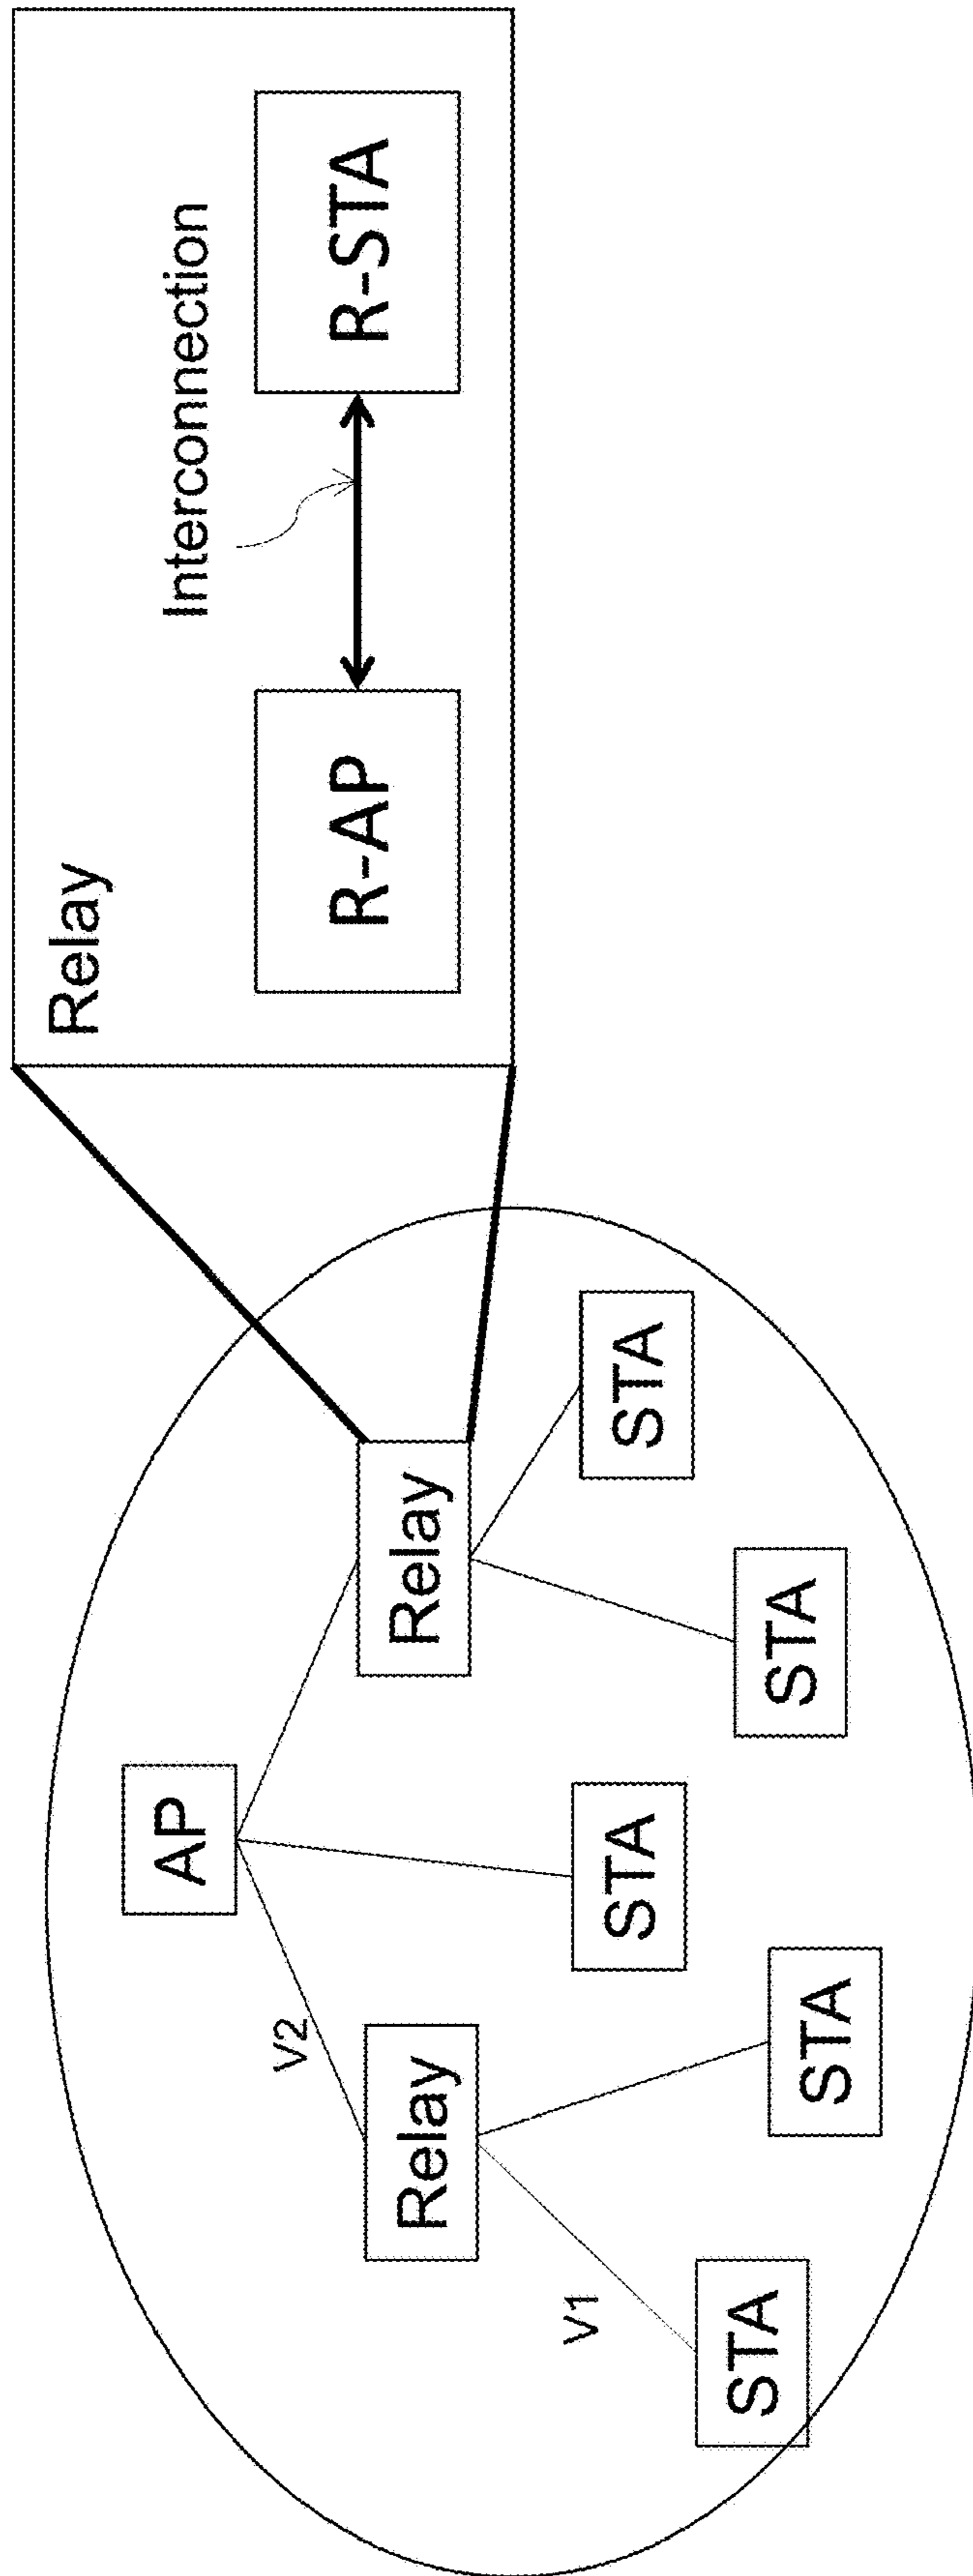 AP
V2
Relay
Relay
V1
STA
STA
STA
STA
STA
Relay
Interconnection
R-AP
R-STA